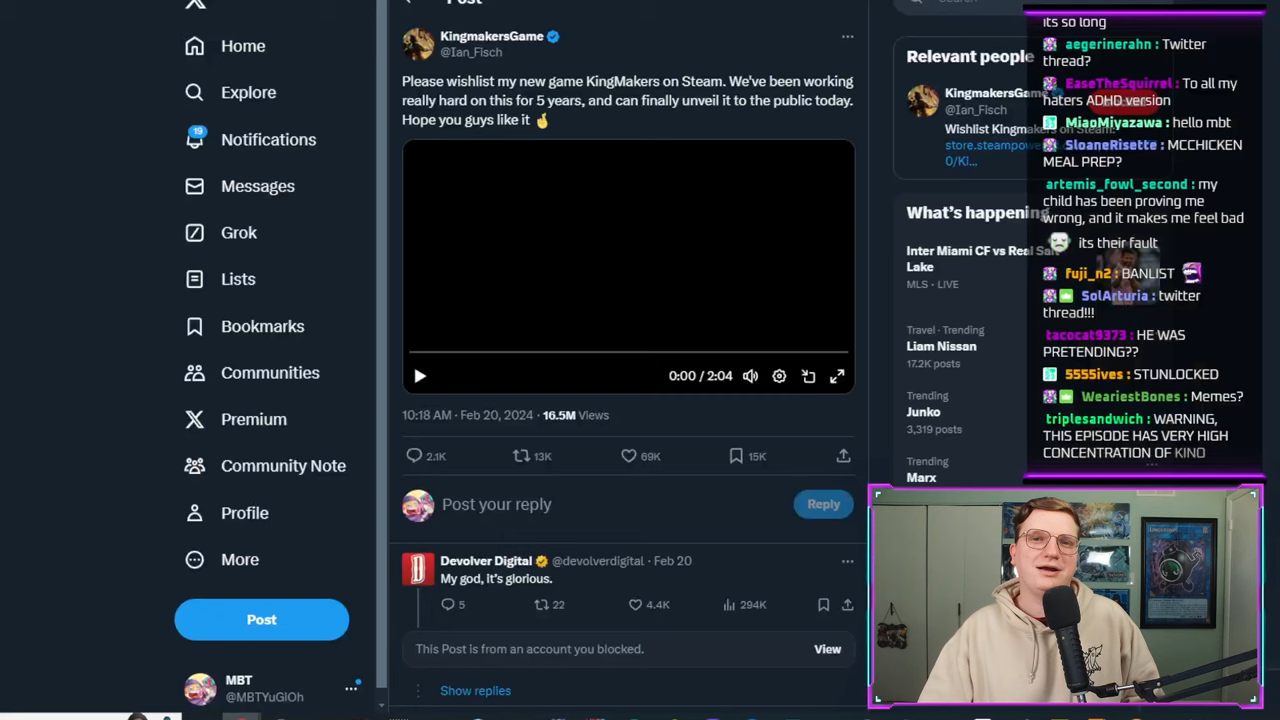 Home
Explore
19
Notifications
Messages
Grok
Lists
Bookmarks
Communities
Premium
Community Note
Profile
More
Post
MBT
@MBTYuGiOh
Post
KingmakersGame
@Ian_Fisch
Please wishlist my new game KingMakers on Steam. We've been working
really hard on this for 5 years, and can finally unveil it to the public today.
Hope you guys like it
0:00 / 2:04
10:18 AM · Feb 20, 2024 · 16.5M Views
2.1K
13K
69K
15K
Post your reply
Reply
Devolver Digital @devolverdigital · Feb 20
My god, it's glorious.
5
22
4.4K
294K
This Post is from an account you blocked.
View
Show replies
Search
Relevant people
KingmakersGame
@Ian_Fisch
Wishlist Kingmakers on Steam:
store.steampowe
0/Ki...
What's happening
Inter Miami CF vs Real Salt
Lake
MLS · LIVE
Travel · Trending
Liam Nissan
17.2K posts
Trending
Junko
3,319 posts
Trending
Marx
its so long
aegerinerahn : Twitter
thread?
EaseTheSquirrel : To all my
haters ADHD version
MiaoMiyazawa : hello mbt
SloaneRisette : MCCHICKEN
MEAL PREP?
artemis_fowl_second : my
child has been proving me
wrong, and it makes me feel bad
its their fault
fuji_n2 : BANLIST
SolArturia : twitter
thread!!!
tacocat9373 : HE WAS
PRETENDING??
5555ives : STUNLOCKED
WeariestBones : Memes?
triplesandwich : WARNING,
THIS EPISODE HAS VERY HIGH
CONCENTRATION OF KINO